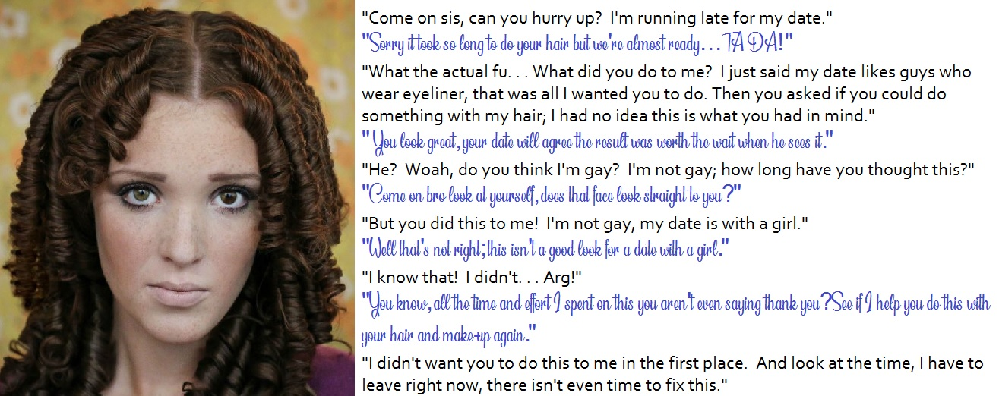 "Come on sis, can you hurry up?  I'm running late for my date."
"Sorry it took so long to do your hair but we're almost ready... TA DA!"
"What the actual fu. . . What did you do to me?  I just said my date likes guys who
wear eyeliner, that was all I wanted you to do. Then you asked if you could do
something with my hair; I had no idea this is what you had in mind."
"You look great, your date will agree the result was worth the wait when he sees it."
"He?  Woah, do you think I'm gay?  I'm not gay; how long have you thought this?"
"Come on bro look at yourself, does that face look straight to you?"
"But you did this to me!  I'm not gay, my date is with a girl."
"Well that's not right; this isn't a good look for a date with a girl."
"I know that!  I didn't. . . Arg!"
"You know, all the time and effort I spent on this you aren't even saying thank you? See if I help you do this with
your hair and make-up again."
"I didn't want you to do this to me in the first place.  And look at the time, I have to
leave right now, there isn't even time to fix this."